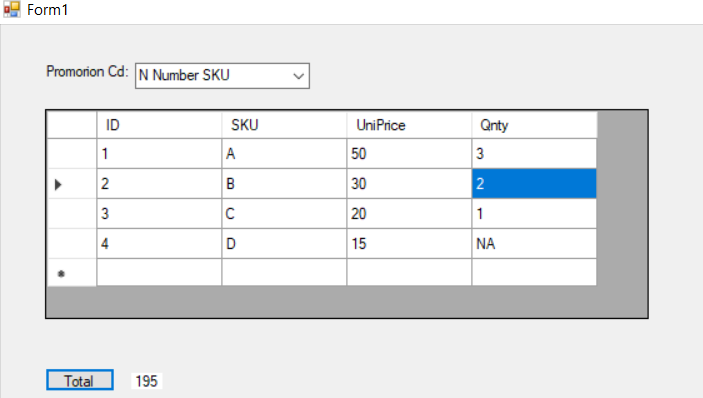 Form1
Promorion Cd: N Number SKU
ID SKU UniPrice Qnty
1 A 50 3
2 B 30 2
3 C 20 1
4 D 15 NA
Total 195